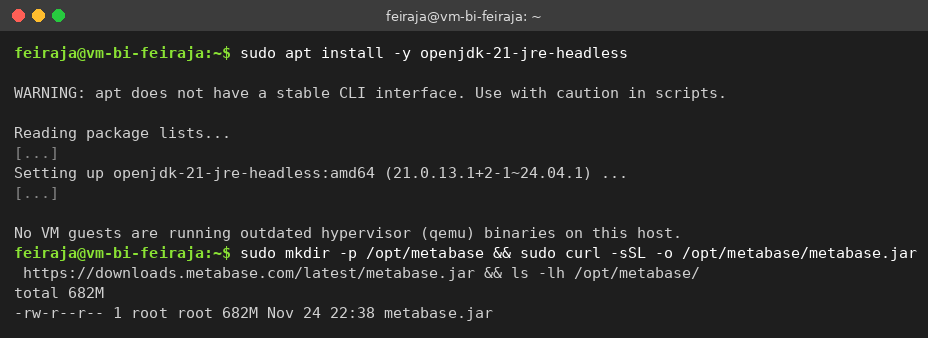 feiraja@vm-bi-feiraja: ~
feiraja@vm-bi-feiraja:~$ sudo apt install -y openjdk-21-jre-headless
WARNING: apt does not have a stable CLI interface. Use with caution in scripts.
Reading package lists...
[...]
Setting up openjdk-21-jre-headless:amd64 (21.0.13.1+2-1~24.04.1) ...
[...]
No VM guests are running outdated hypervisor (qemu) binaries on this host.
feiraja@vm-bi-feiraja:~$ sudo mkdir -p /opt/metabase && sudo curl -sSL -o /opt/metabase/metabase.jar
https://downloads.metabase.com/latest/metabase.jar && ls -lh /opt/metabase/
total 682M
-rw-r--r-- 1 root root 682M Nov 24 22:38 metabase.jar